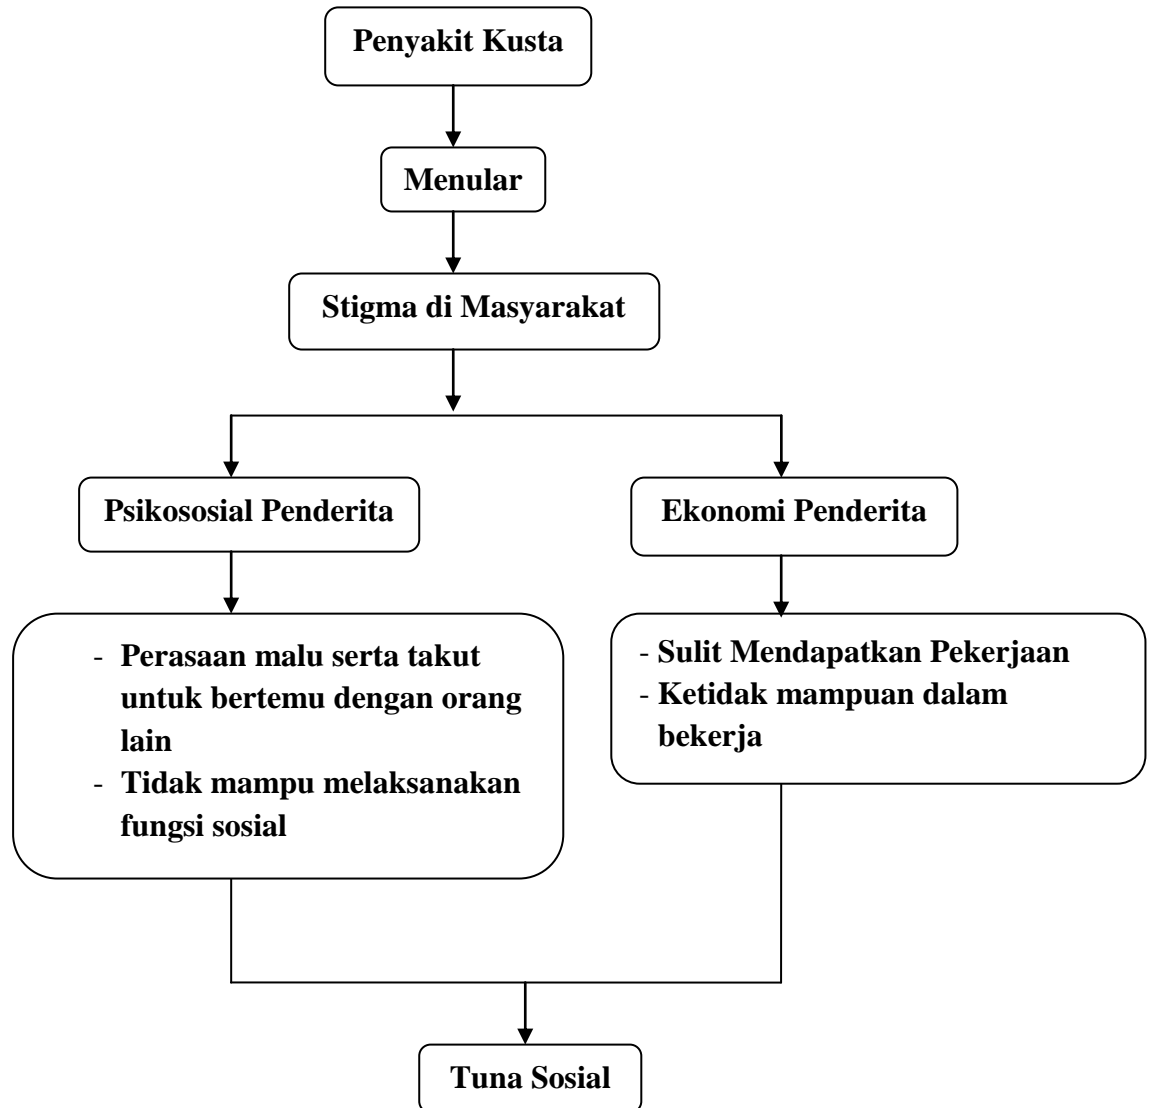 Penyakit Kusta
Menular
Stigma di Masyarakat
Psikososial Penderita
Ekonomi Penderita
- Perasaan malu serta takut
untuk bertemu dengan orang
lain
- Tidak mampu melaksanakan
fungsi sosial
- Sulit Mendapatkan Pekerjaan
- Ketidak mampuan dalam
bekerja
Tuna Sosial